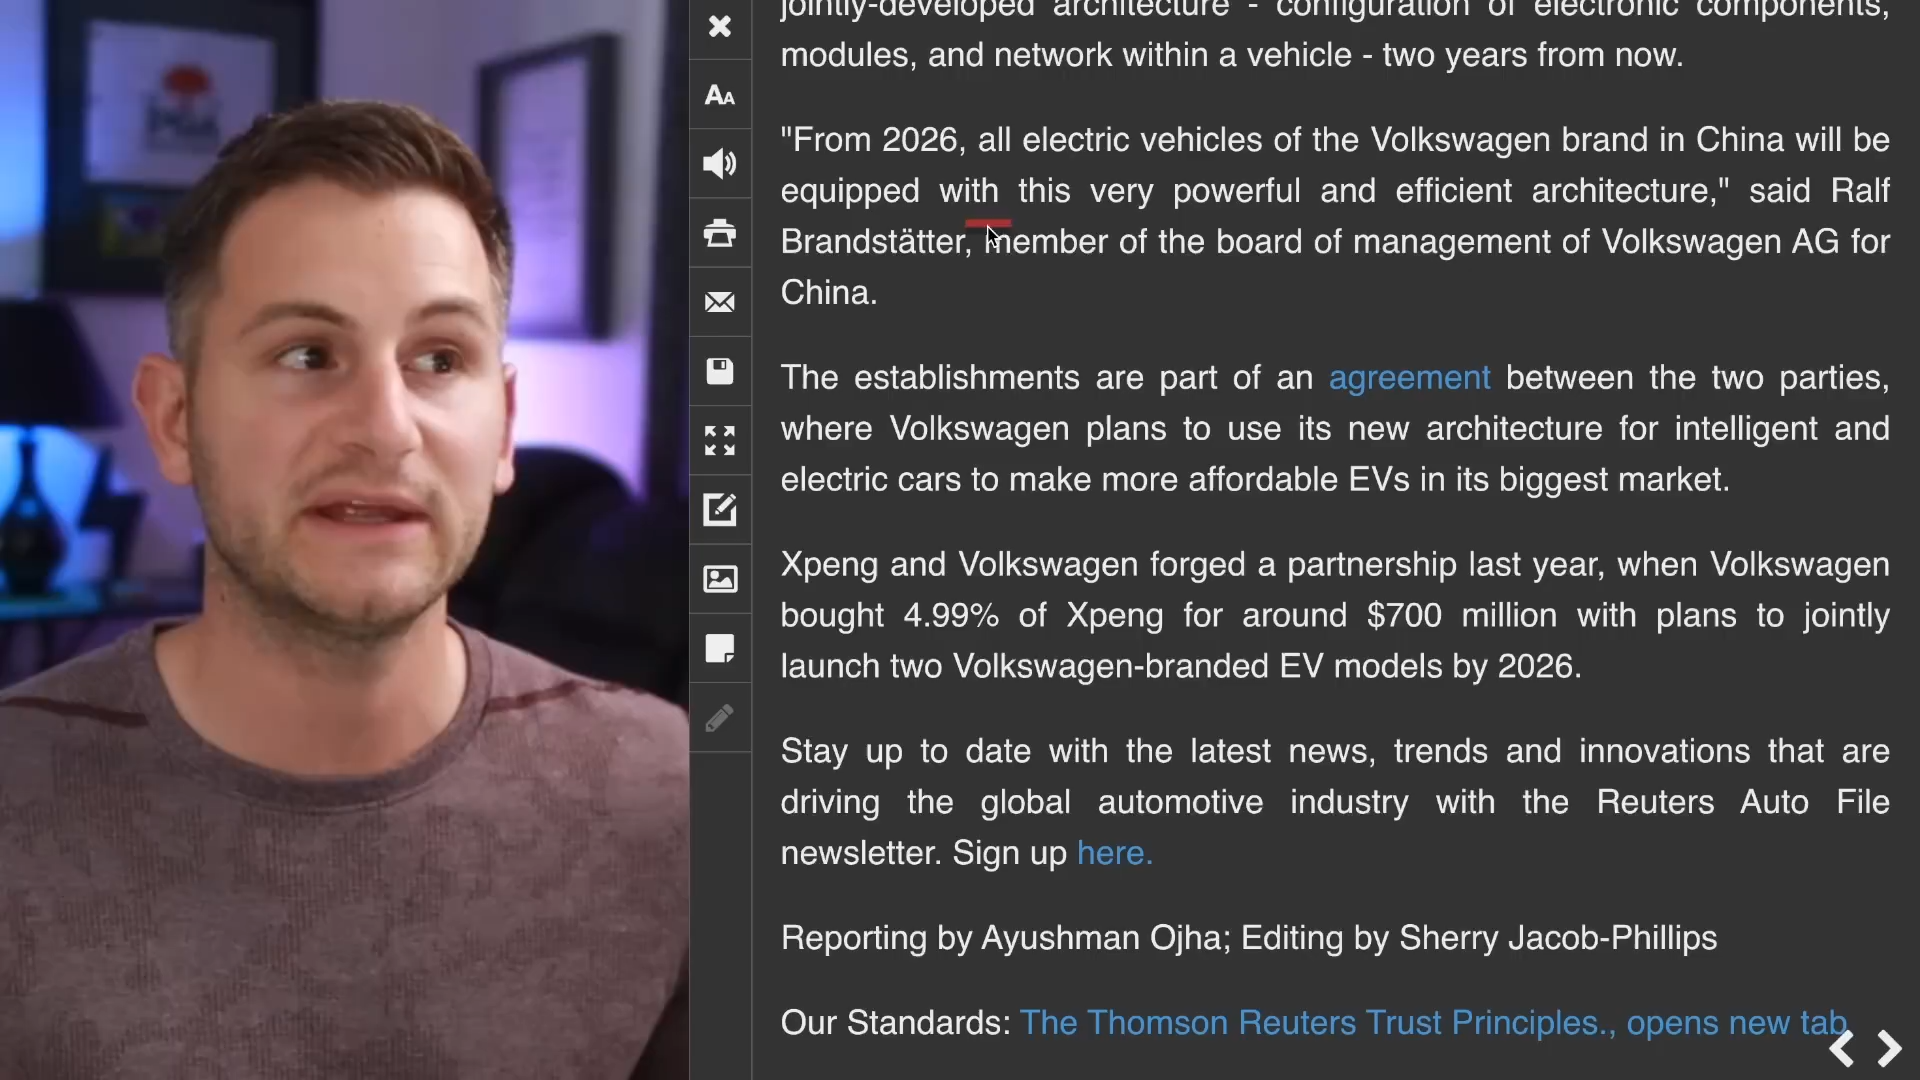 jointly-developed architecture - configuration of electronic components,
modules, and network within a vehicle - two years from now.
"From 2026, all electric vehicles of the Volkswagen brand in China will be
equipped with this very powerful and efficient architecture," said Ralf
Brandstätter, member of the board of management of Volkswagen AG for
China.
The establishments are part of an agreement between the two parties,
where Volkswagen plans to use its new architecture for intelligent and
electric cars to make more affordable EVs in its biggest market.
Xpeng and Volkswagen forged a partnership last year, when Volkswagen
bought 4.99% of Xpeng for around $700 million with plans to jointly
launch two Volkswagen-branded EV models by 2026.
Stay up to date with the latest news, trends and innovations that are
driving the global automotive industry with the Reuters Auto File
newsletter. Sign up here.
Reporting by Ayushman Ojha; Editing by Sherry Jacob-Phillips
Our Standards: The Thomson Reuters Trust Principles., opens new tab